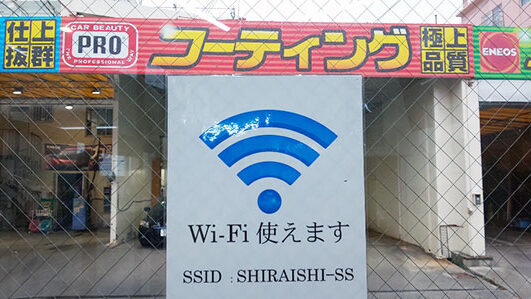 仕上
抜群
CAR BEAUTY
PRO
PROFESSIONAL
コーティング
極上
品質
ENEOS
Wi-Fi 使えます
SSID : SHIRAISHI-SS